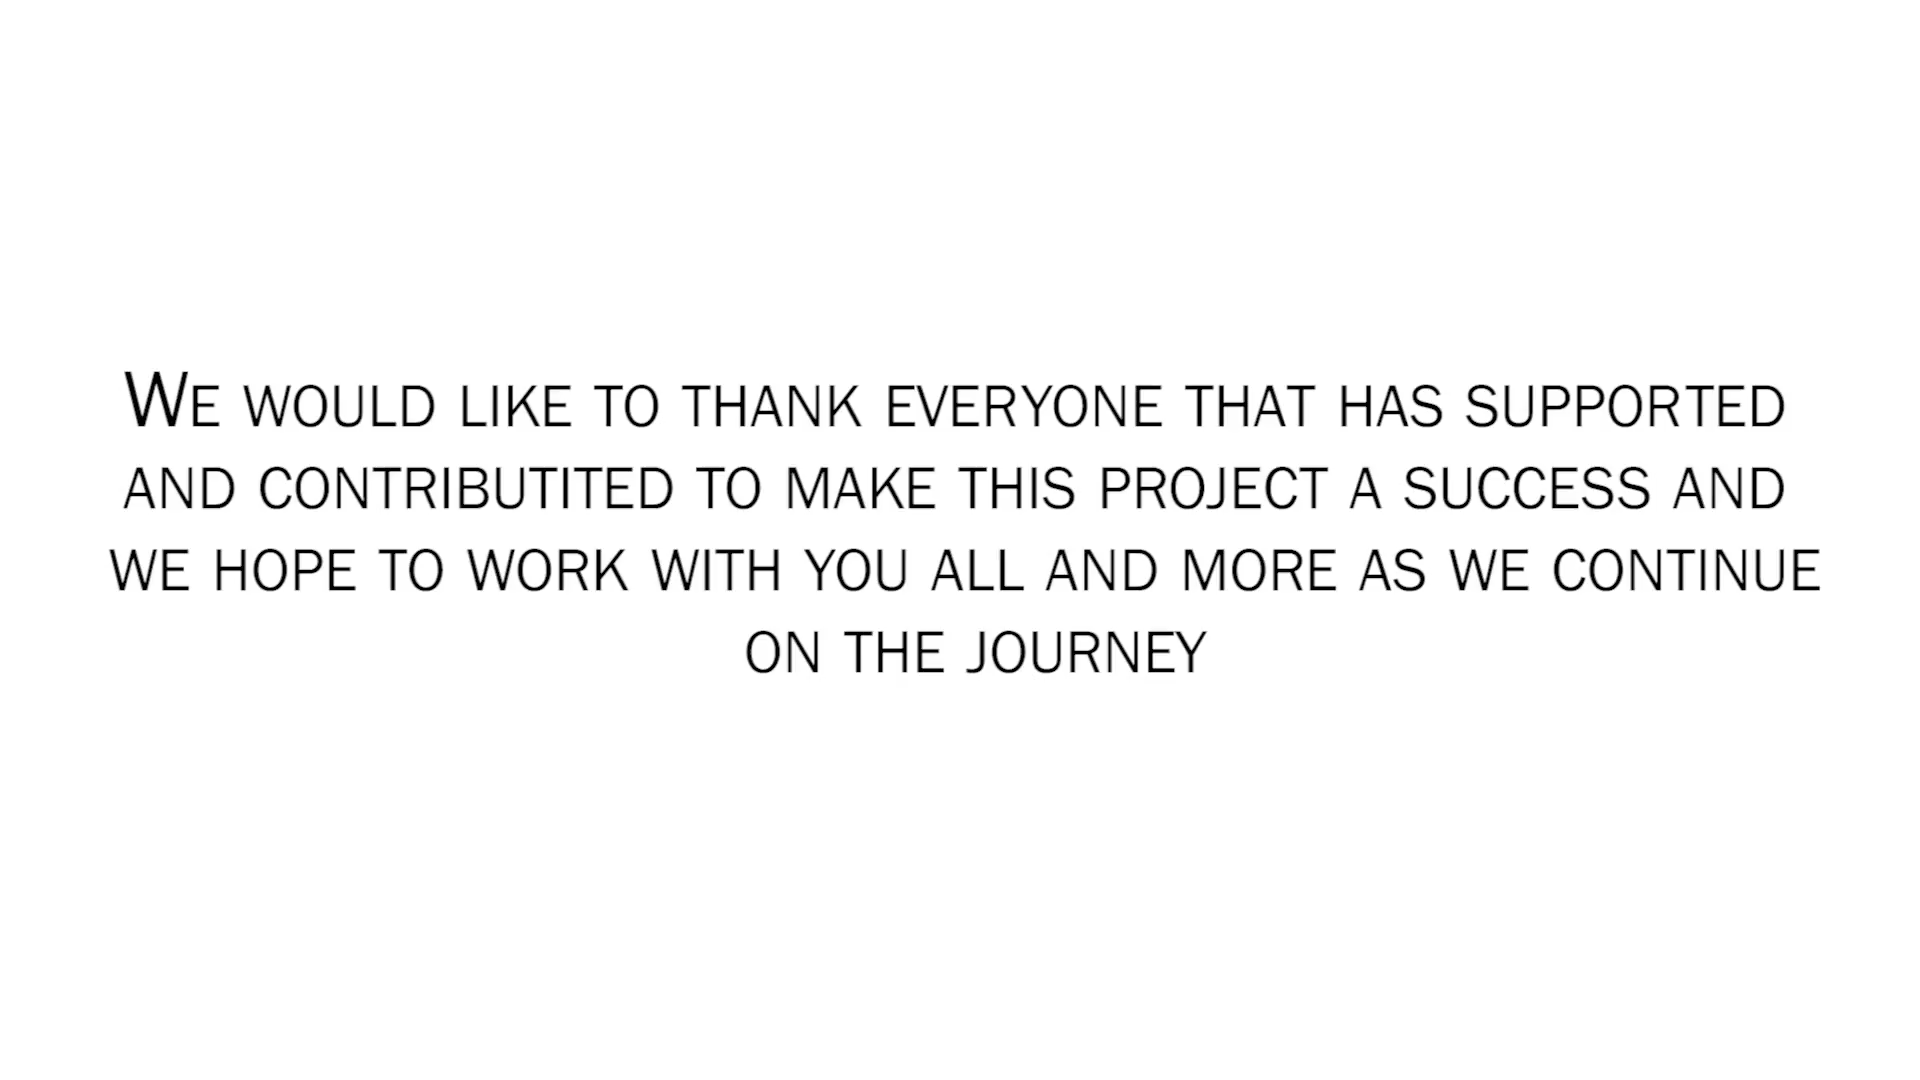 We would like to thank everyone that has supported
and contributited to make this project a success and
we hope to work with you all and more as we continue
on the journey